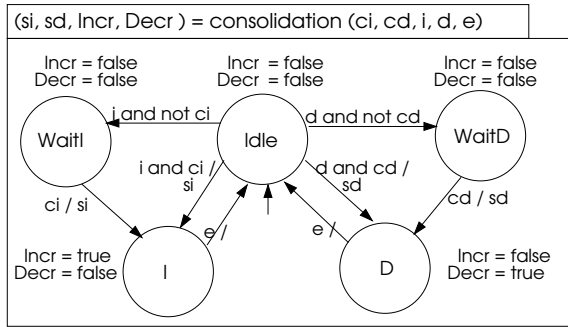 (si, sd, Incr, Decr ) = consolidation (ci, cd, i, d, e)
Incr = false
Decr = false
Incr = false
Decr = false
Incr = false
Decr = false
WaitI
i and not ci
Idle
d and not cd
WaitD
i and ci /
si
d and cd /
sd
ci / si
cd / sd
e /
e /
Incr = true
Decr = false
I
D
Incr = false
Decr = true